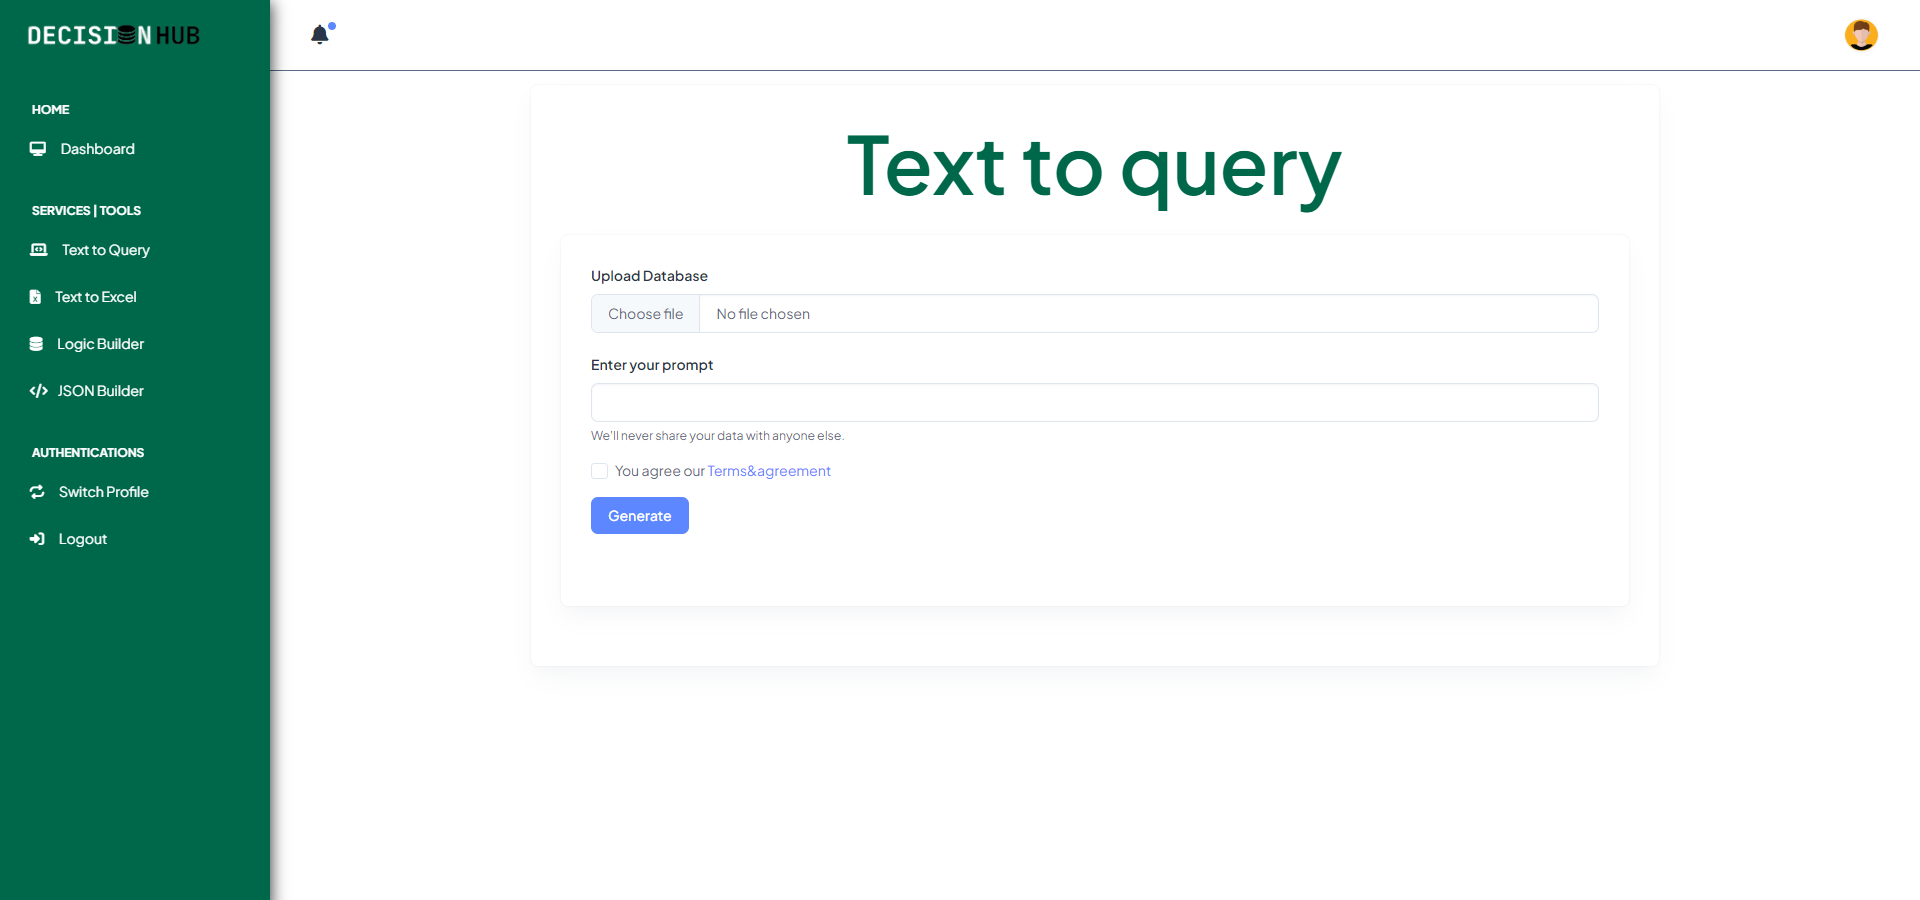 DECISION HUB
HOME
Dashboard
SERVICES | TOOLS
Text to Query
Text to Excel
Logic Builder
JSON Builder
AUTHENTICATIONS
Switch Profile
Logout
Text to query
Upload Database
Choose file No file chosen
Enter your prompt
We'll never share your data with anyone else.
You agree our Terms&agreement
Generate